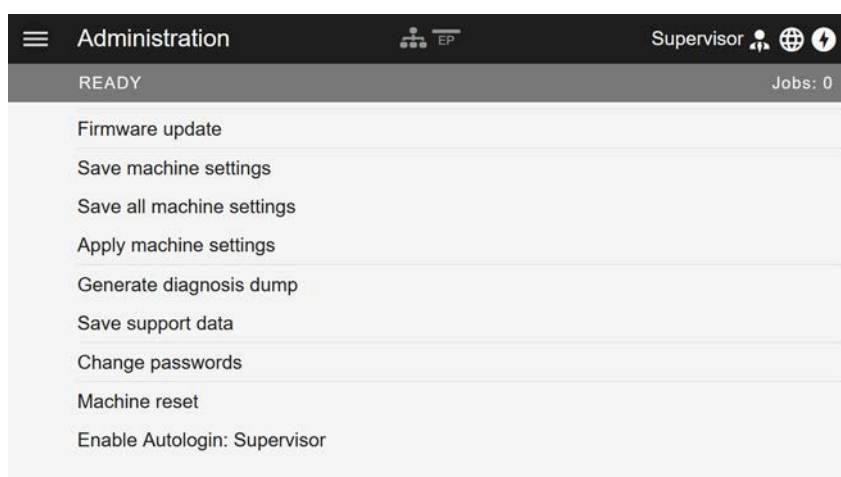 Administration EP Supervisor
READY Jobs: 0
Firmware update
Save machine settings
Save all machine settings
Apply machine settings
Generate diagnosis dump
Save support data
Change passwords
Machine reset
Enable Autologin: Supervisor